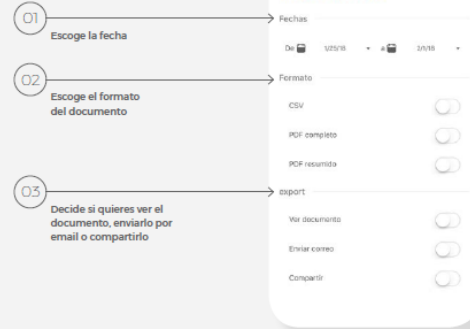 01
Escoge la fecha
Fechas
De 1/25/18 a 2/1/18
02
Escoge el formato
del documento
Formato
CSV
PDF completo
PDF resumido
03
Decide si quieres ver el
documento, enviarlo por
email o compartirlo
export
Ver documento
Enviar correo
Compartir